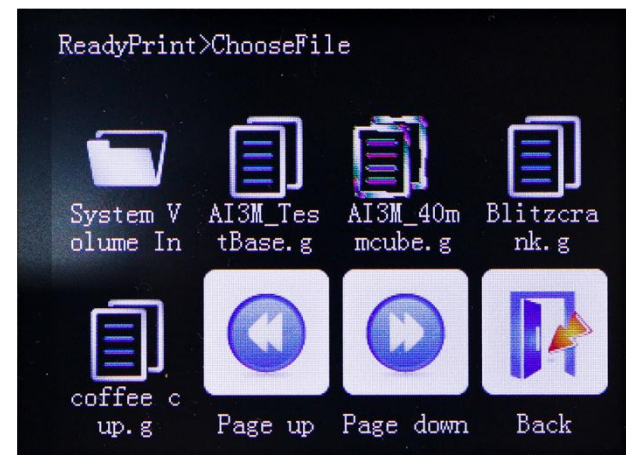 ReadyPrint>ChooseFile
System V
olume In
AI3M_Tes
tBase.g
AI3M_40m
mcube.g
Blitzcra
nk.g
coffee c
up.g
Page up
Page down
Back